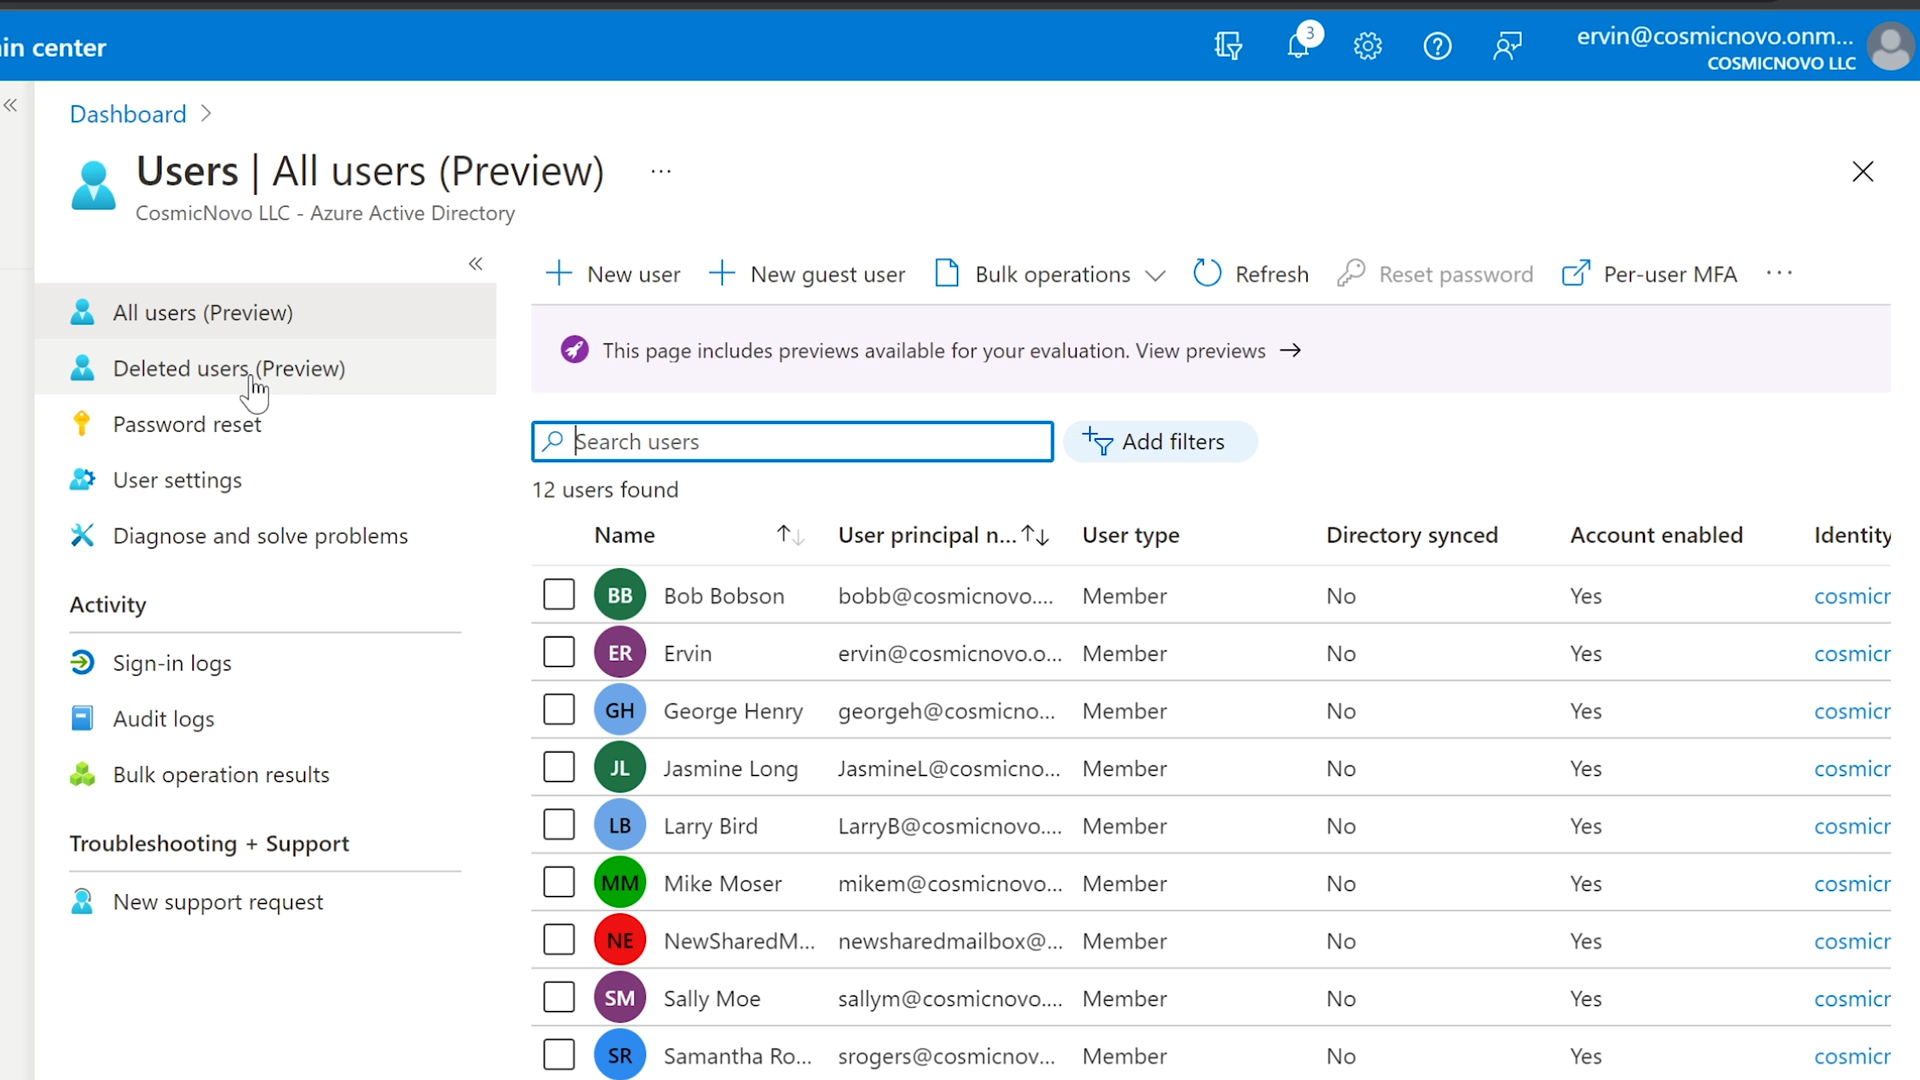 in center
3
ervin@cosmicnovo.onm...
COSMICNOVO LLC
Dashboard
Users | All users (Preview)
...
CosmicNovo LLC - Azure Active Directory
All users (Preview)
Deleted users (Preview)
Password reset
User settings
Diagnose and solve problems
Activity
Sign-in logs
Audit logs
Bulk operation results
Troubleshooting + Support
New support request
New user New guest user Bulk operations Refresh Reset password Per-user MFA ...
This page includes previews available for your evaluation. View previews →
Search users
Add filters
12 users found
Name User principal n... User type Directory synced Account enabled Identity
BB Bob Bobson bobb@cosmicnovo.... Member No Yes cosmicr
ER Ervin ervin@cosmicnovo.o... Member No Yes cosmicr
GH George Henry georgeh@cosmicno... Member No Yes cosmicr
JL Jasmine Long JasmineL@cosmicno... Member No Yes cosmicr
LB Larry Bird LarryB@cosmicnovo.... Member No Yes cosmicr
MM Mike Moser mikem@cosmicnovo... Member No Yes cosmicr
NE NewSharedM... newsharedmailbox@... Member No Yes cosmicr
SM Sally Moe sallym@cosmicnovo.... Member No Yes cosmicr
SR Samantha Ro... srogers@cosmicnov... Member No Yes cosmicr